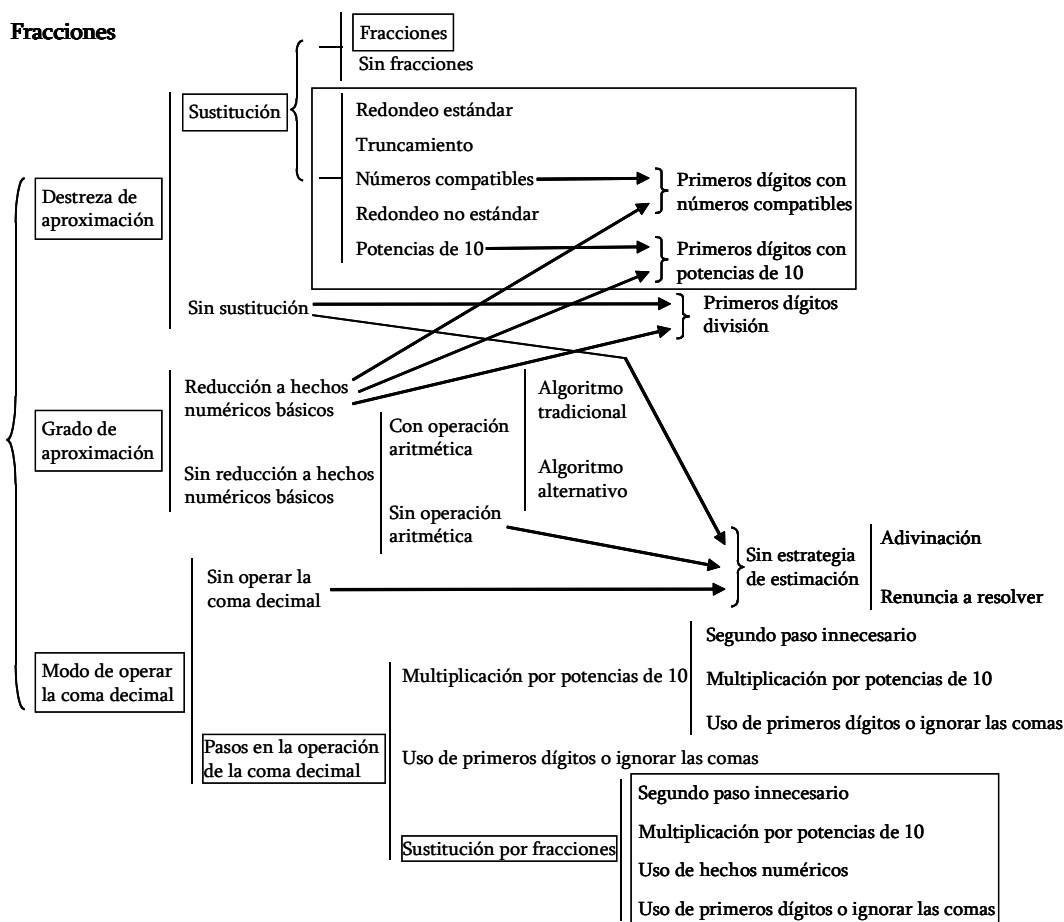 Fracciones
Fracciones
Sin fracciones
Sustitución
Redondeo estándar
Truncamiento
Números compatibles
Redondeo no estándar
Potencias de 10
Primeros dígitos con
números compatibles
Primeros dígitos con
potencias de 10
Destreza de
aproximación
Sin sustitución
Primeros dígitos
división
Grado de
aproximación
Reducción a hechos
numéricos básicos
Sin reducción a hechos
numéricos básicos
Con operación
aritmética
Algoritmo
tradicional
Algoritmo
alternativo
Sin operación
aritmética
Sin estrategia
de estimación
Adivinación
Renuncia a resolver
Modo de operar
la coma decimal
Sin operar la
coma decimal
Pasos en la operación
de la coma decimal
Multiplicación por potencias de 10
Segundo paso innecesario
Multiplicación por potencias de 10
Uso de primeros dígitos o ignorar las comas
Uso de primeros dígitos o ignorar las comas
Sustitución por fracciones
Segundo paso innecesario
Multiplicación por potencias de 10
Uso de hechos numéricos
Uso de primeros dígitos o ignorar las comas